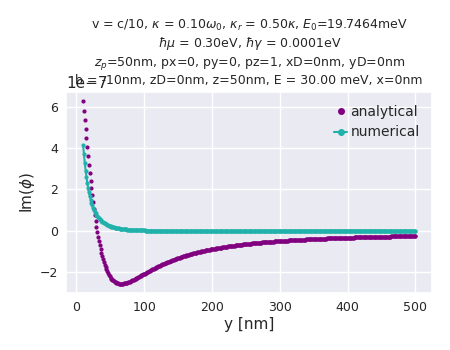 v = c/10, κ = 0.10ω₀, κᵣ = 0.50κ, E₀=19.7464meV
ħμ = 0.30eV, ħγ = 0.0001eV
zₚ=50nm, px=0, py=0, pz=1, xD=0nm, yD=0nm
10nm, zD=0nm, z=50nm, E = 30.00 meV, x=0nm
1e−7
analytical
numerical
6
4
2
0
−2
Im(ϕ)
0 100 200 300 400 500
y [nm]